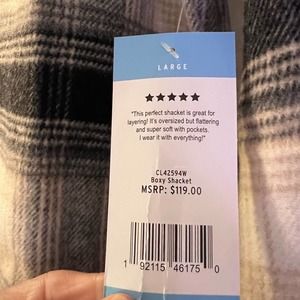 LARGE
"This perfect shacket is great for
layering! It's oversized but flattering
and super soft with pockets.
I wear it with everything!"
CL42594W
Boxy Shacket
MSRP: $119.00
1 92115 46175 0